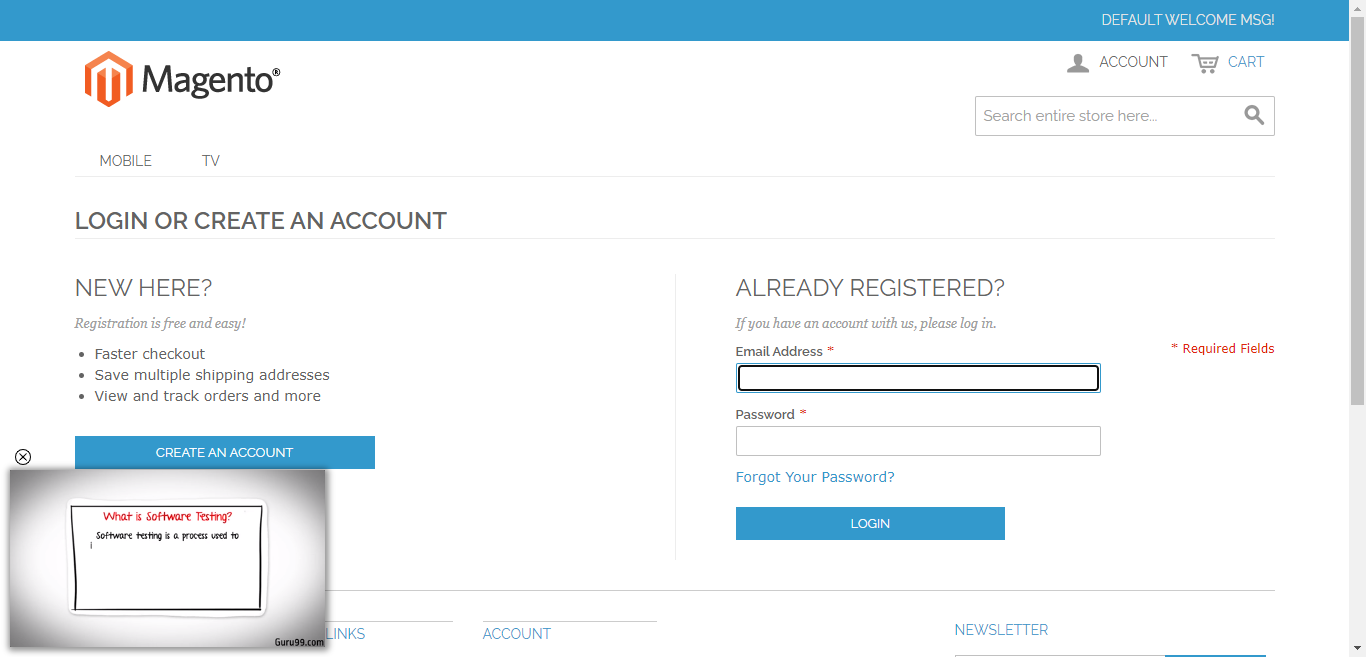 DEFAULT WELCOME MSG!
Magento®
ACCOUNT
CART
Search entire store here...
MOBILE
TV
LOGIN OR CREATE AN ACCOUNT
NEW HERE?
Registration is free and easy!
Faster checkout
Save multiple shipping addresses
View and track orders and more
CREATE AN ACCOUNT
ALREADY REGISTERED?
If you have an account with us, please log in.
* Required Fields
Email Address *
Password *
Forgot Your Password?
LOGIN
What is Software Testing?
Software testing is a process used to
i
Guru99.com
LINKS
ACCOUNT
NEWSLETTER